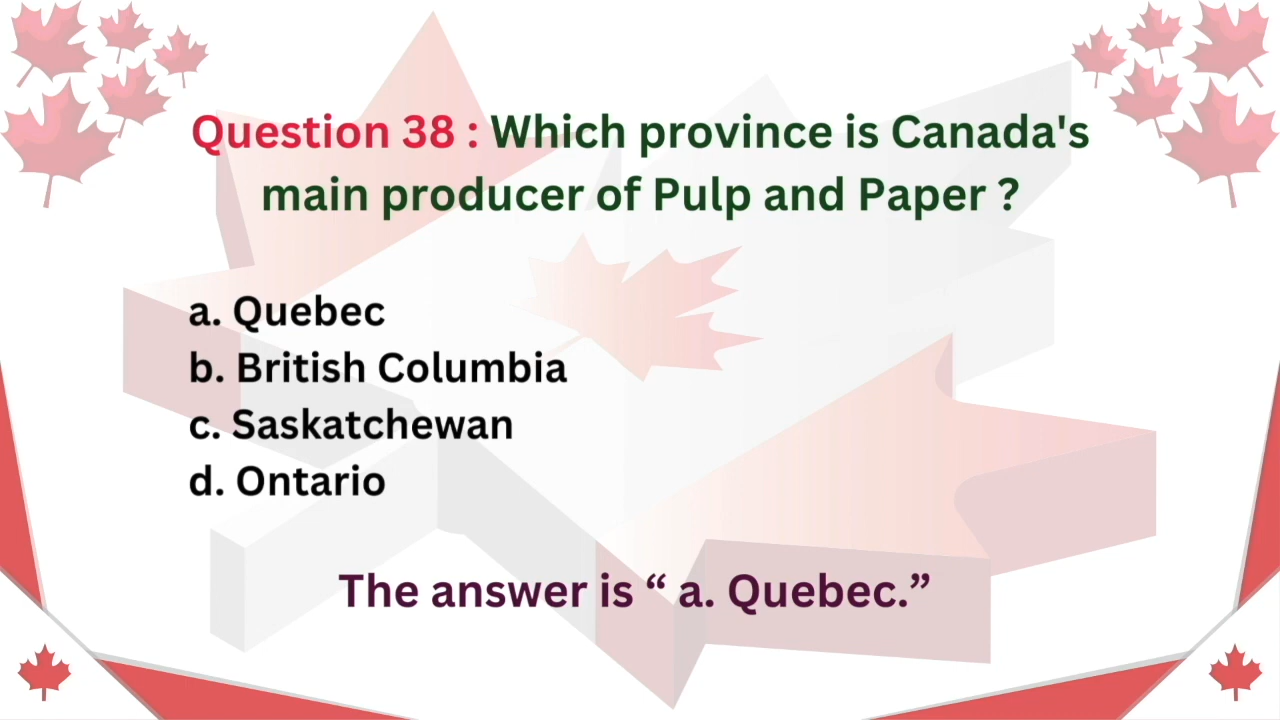 Question 38 : Which province is Canada's
main producer of Pulp and Paper ?
a. Quebec
b. British Columbia
c. Saskatchewan
d. Ontario
The answer is “ a. Quebec.”